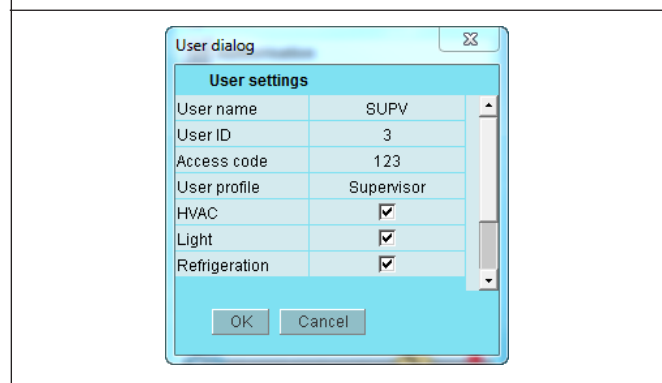 User dialog
User settings
User name SUPV
User ID 3
Access code 123
User profile Supervisor
HVAC
Light
Refrigeration
OK Cancel